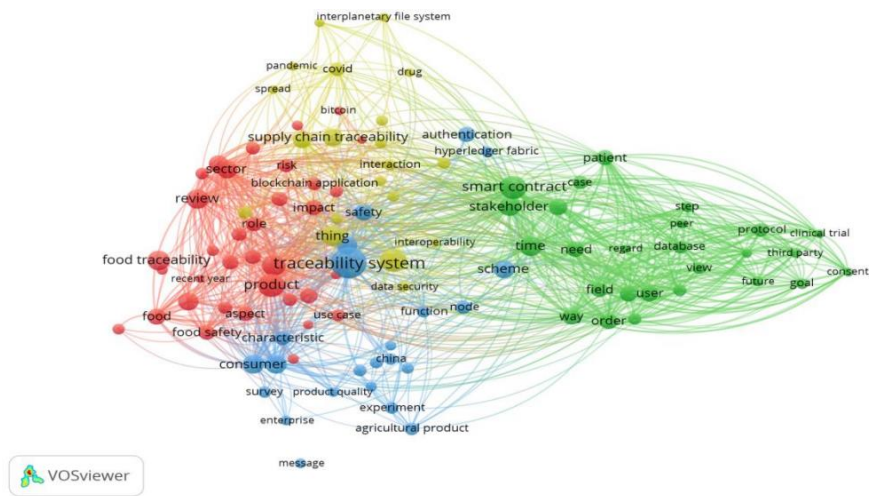 interplanetary file system
pandemic
covid
drug
spread
bitcoin
supply chain traceability
authentication
hyperledger fabric
sector
risk
interaction
patient
blockchain application
smart contract
case
review
impact
safety
stakeholder
step
role
peer
thing
interoperability
time
need
regard
database
protocol
clinical trial
food traceability
traceability system
scheme
view
third party
recent year
product
data security
field
user
future
goal
consent
food
aspect
use case
function
node
way
order
food safety
characteristic
consumer
china
survey
product quality
experiment
enterprise
agricultural product
message
VOSviewer